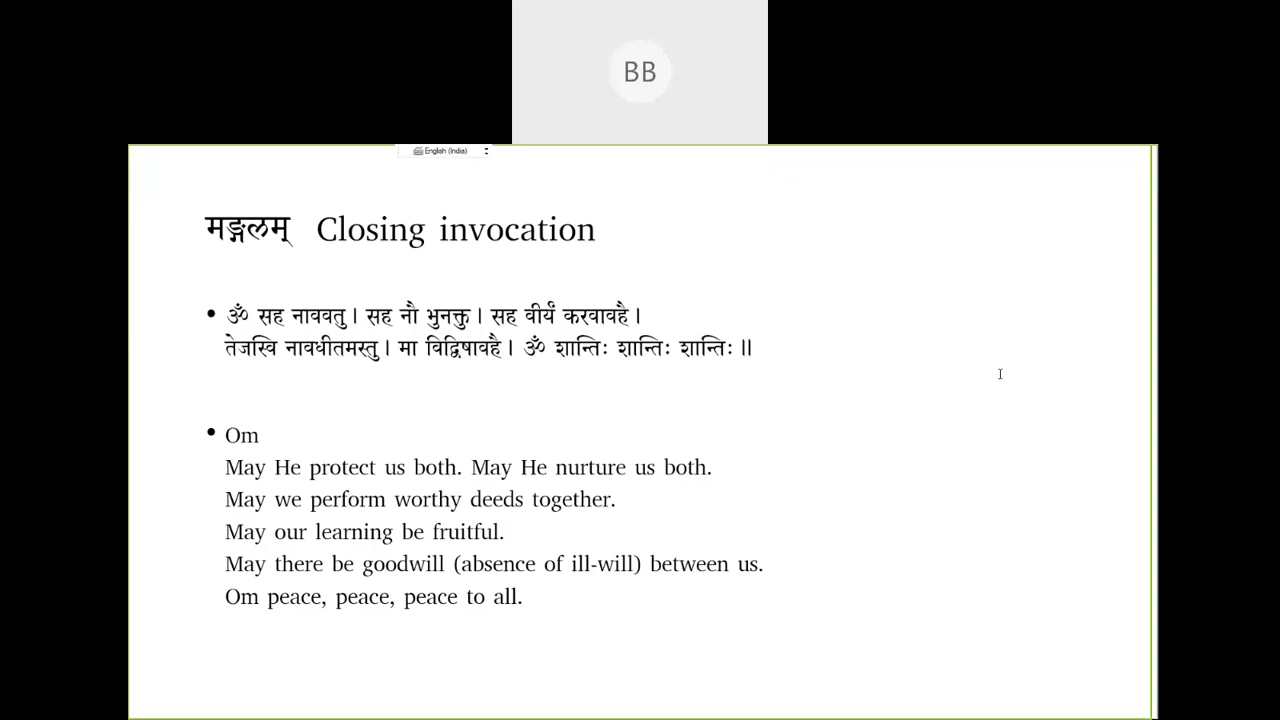 BB
English (India)
मङ्गलम् Closing invocation
• ॐ सह नाववतु । सह नौ भुनक्तु । सह वीर्यं करवावहै ।
तेजस्वि नावधीतमस्तु । मा विद्विषावहै । ॐ शान्तिः शान्तिः शान्तिः ॥
• Om
May He protect us both. May He nurture us both.
May we perform worthy deeds together.
May our learning be fruitful.
May there be goodwill (absence of ill-will) between us.
Om peace, peace, peace to all.